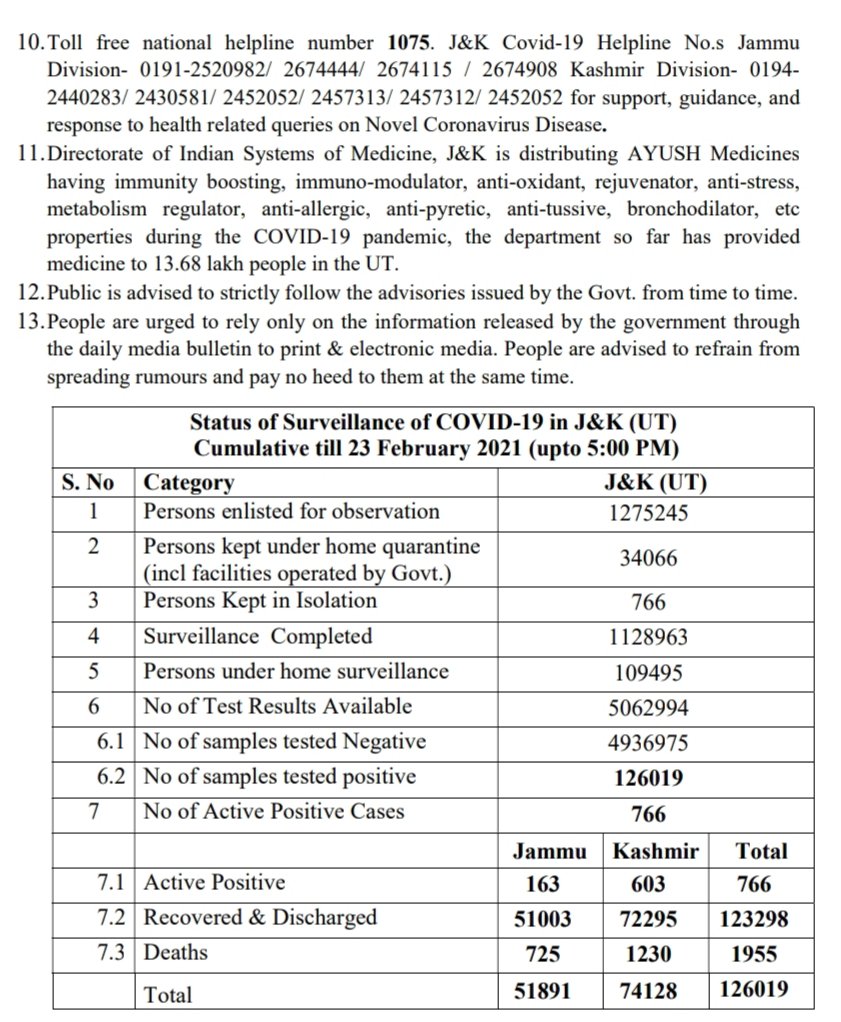 10.Toll free national helpline number 1075. J&K Covid-19 Helpline No.s Jammu
Division- 0191-2520982/ 2674444/ 2674115 / 2674908 Kashmir Division- 0194-
2440283/ 2430581/ 2452052/ 2457313/ 2457312/ 2452052 for support, guidance, and
response to health related queries on Novel Coronavirus Disease.
11.Directorate of Indian Systems of Medicine, J&K is distributing AYUSH Medicines
having immunity boosting, immuno-modulator, anti-oxidant, rejuvenator, anti-stress,
metabolism regulator, anti-allergic, anti-pyretic, anti-tussive, bronchodilator, etc
properties during the COVID-19 pandemic, the department so far has provided
medicine to 13.68 lakh people in the UT.
12.Public is advised to strictly follow the advisories issued by the Govt. from time to time.
13.People are urged to rely only on the information released by the government through
the daily media bulletin to print & electronic media. People are advised to refrain from
spreading rumours and pay no heed to them at the same time.
Status of Surveillance of COVID-19 in J&K (UT)
Cumulative till 23 February 2021 (upto 5:00 PM)
S. No Category J&K (UT)
1 Persons enlisted for observation 1275245
2 Persons kept under home quarantine
(incl facilities operated by Govt.) 34066
3 Persons Kept in Isolation 766
4 Surveillance Completed 1128963
5 Persons under home surveillance 109495
6 No of Test Results Available 5062994
6.1 No of samples tested Negative 4936975
6.2 No of samples tested positive 126019
7 No of Active Positive Cases 766
Jammu Kashmir Total
7.1 Active Positive 163 603 766
7.2 Recovered & Discharged 51003 72295 123298
7.3 Deaths 725 1230 1955
Total 51891 74128 126019